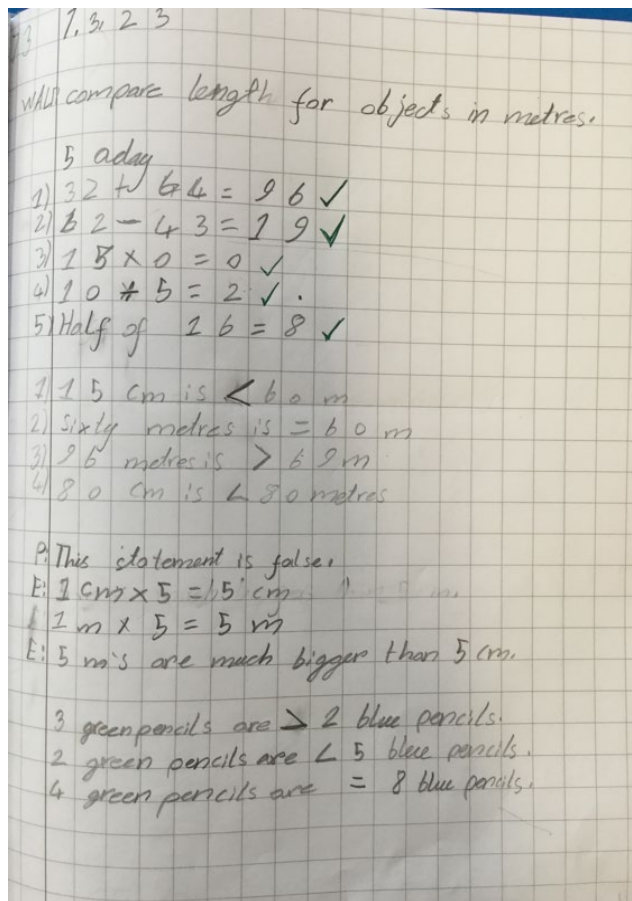 7.3.23
WALT compare length for objects in metres.
5 aday
1) 32 + 64 = 96 ✓
2) 62 - 43 = 19 ✓
3) 15 × 0 = 0 ✓
4) 10 ÷ 5 = 2 ✓ .
5) Half of 16 = 8 ✓
1) 15 cm is < 60 m
2) Sixty metres is = 60 m
3) 96 metres is > 69 m
4) 80 cm is < 80 metres
P: This statement is false.
E: 1 cm × 5 = 5 cm
1 m × 5 = 5 m
E: 5 m's are much bigger than 5 cm.
3 green pencils are > 2 blue pencils.
2 green pencils are < 5 blue pencils.
4 green pencils are = 8 blue pencils.